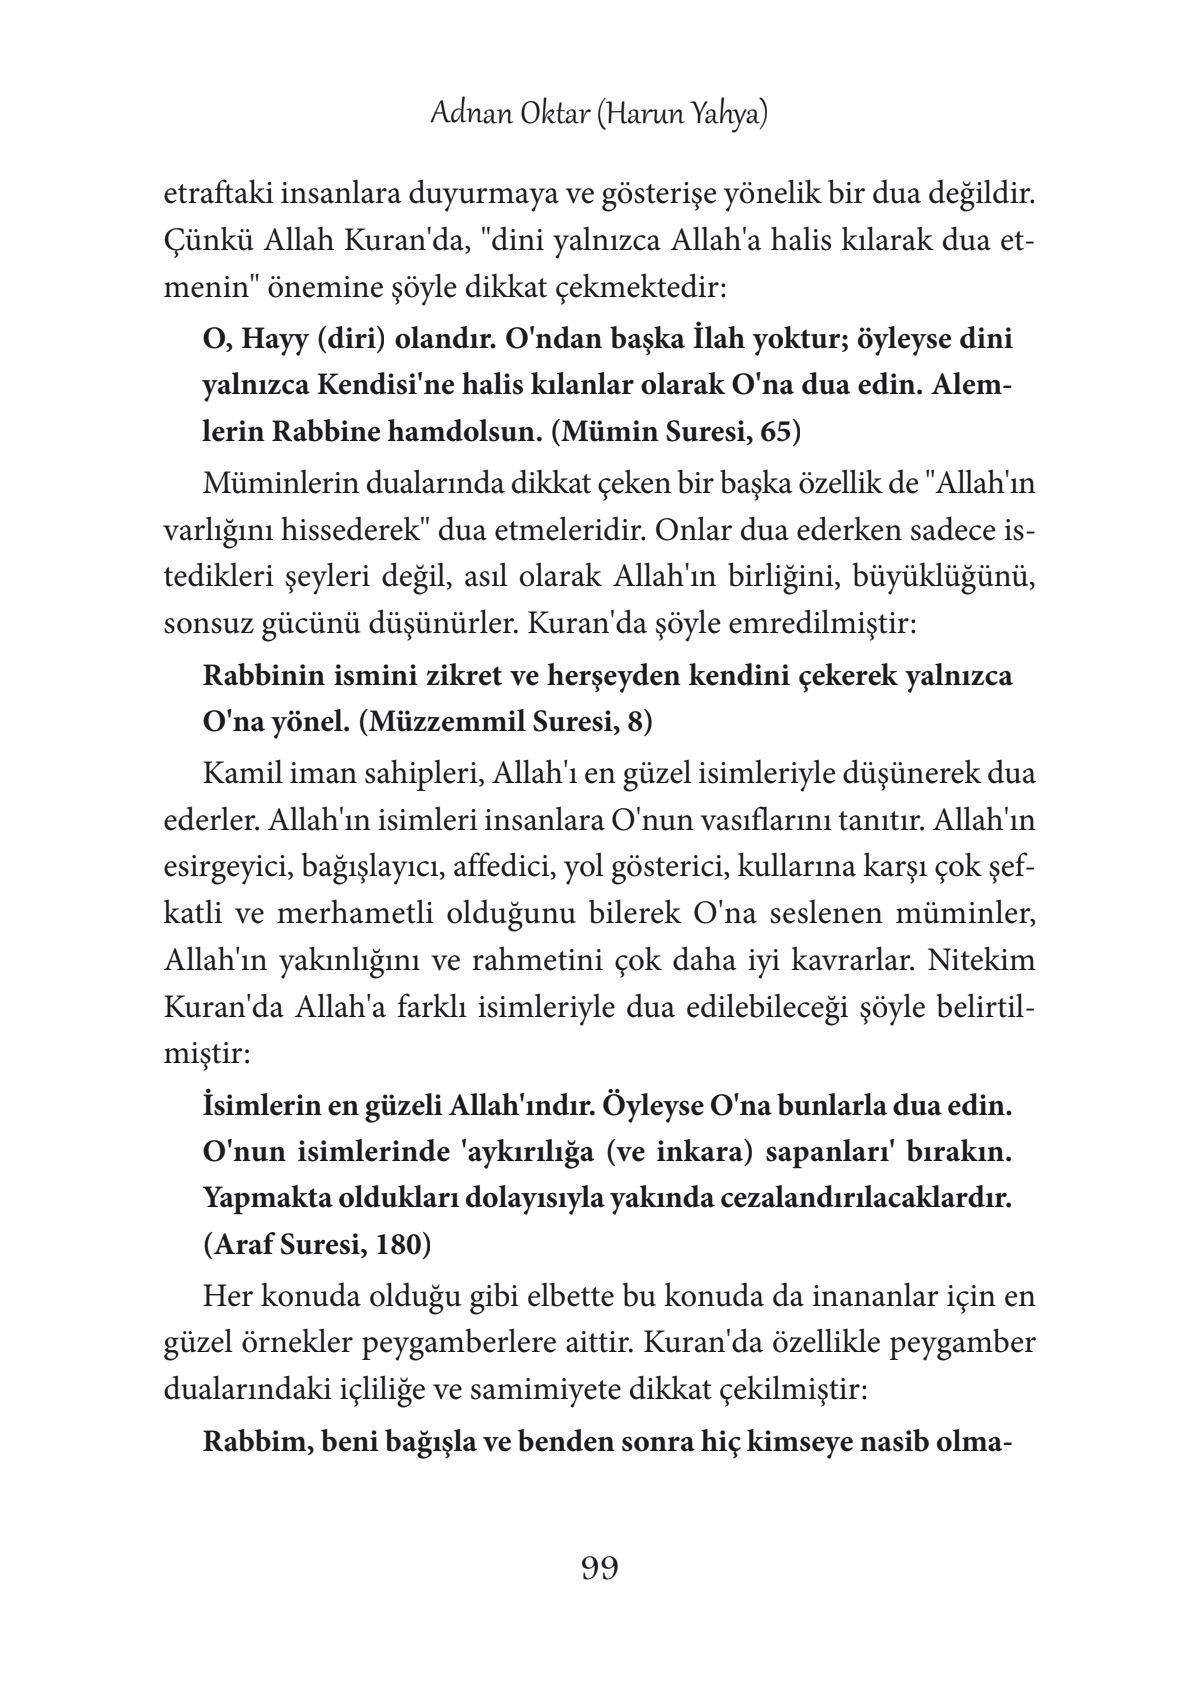 Adnan Oktar (Harun Yahya)
etraftaki insanlara duyurmaya ve gösterişe yönelik bir dua değildir.
Çünkü Allah Kuran'da, "dini yalnızca Allah'a halis kılarak dua et-
menin" önemine şöyle dikkat çekmektedir:
O, Hayy (diri) olandır. O'ndan başka İlah yoktur; öyleyse dini
yalnızca Kendisi'ne halis kılanlar olarak O'na dua edin. Alem-
lerin Rabbine hamdolsun. (Mümin Suresi, 65)
Müminlerin dualarında dikkat çeken bir başka özellik de "Allah'ın
varlığını hissederek" dua etmeleridir. Onlar dua ederken sadece is-
tedikleri şeyleri değil, asıl olarak Allah'ın birliğini, büyüklüğünü,
sonsuz gücünü düşünürler. Kuran'da şöyle emredilmiştir:
Rabbinin ismini zikret ve herşeyden kendini çekerek yalnızca
O'na yönel. (Müzzemmil Suresi, 8)
Kamil iman sahipleri, Allah'ı en güzel isimleriyle düşünerek dua
ederler. Allah'ın isimleri insanlara O'nun vasıflarını tanıtır. Allah'ın
esirgeyici, bağışlayıcı, affedici, yol gösterici, kullarına karşı çok şef-
katli ve merhametli olduğunu bilerek O'na seslenen müminler,
Allah'ın yakınlığını ve rahmetini çok daha iyi kavrarlar. Nitekim
Kuran'da Allah'a farklı isimleriyle dua edilebileceği şöyle belirtil-
miştir:
İsimlerin en güzeli Allah'ındır. Öyleyse O'na bunlarla dua edin.
O'nun isimlerinde 'aykırılığa (ve inkara) sapanları' bırakın.
Yapmakta oldukları dolayısıyla yakında cezalandırılacaklardır.
(Araf Suresi, 180)
Her konuda olduğu gibi elbette bu konuda da inananlar için en
güzel örnekler peygamberlere aittir. Kuran'da özellikle peygamber
dualarındaki içliliğe ve samimiyete dikkat çekilmiştir:
Rabbim, beni bağışla ve benden sonra hiç kimseye nasib olma-
99